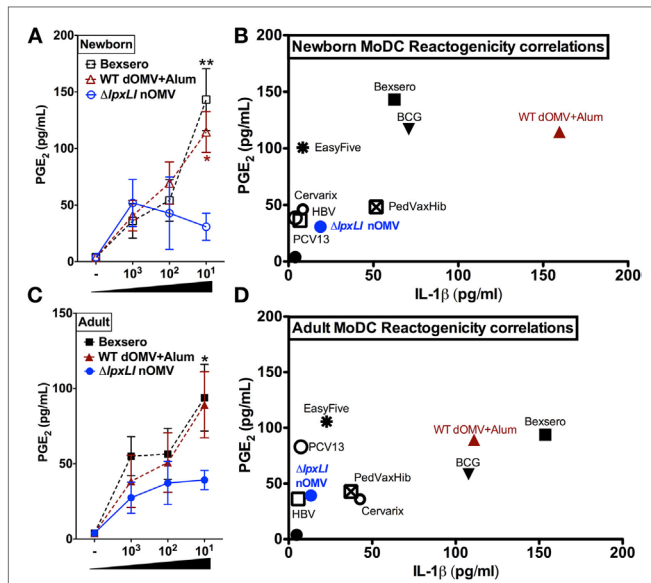 A
Newborn
Bexsero
WT dOMV+Alum
ΔlpxLI nOMV
PGE2 (pg/mL)
200
150
100
50
0
**
*
-
10³
10²
10¹
B
Newborn MoDC Reactogenicity correlations
PGE2 (pg/mL)
200
150
100
50
0
Bexsero
BCG
WT dOMV+Alum
EasyFive
Cervarix
HBV
PedVaxHib
ΔlpxLI nOMV
PCV13
0
50
100
150
200
IL-1β (pg/ml)
C
Adult
Bexsero
WT dOMV+Alum
ΔlpxLI nOMV
PGE2 (pg/mL)
150
100
50
0
*
-
10³
10²
10¹
D
Adult MoDC Reactogenicity correlations
PGE2 (pg/mL)
200
150
100
50
0
EasyFive
Bexsero
WT dOMV+Alum
PCV13
BCG
ΔlpxLI
nOMV
PedVaxHib
HBV
Cervarix
0
50
100
150
200
IL-1β (pg/ml)